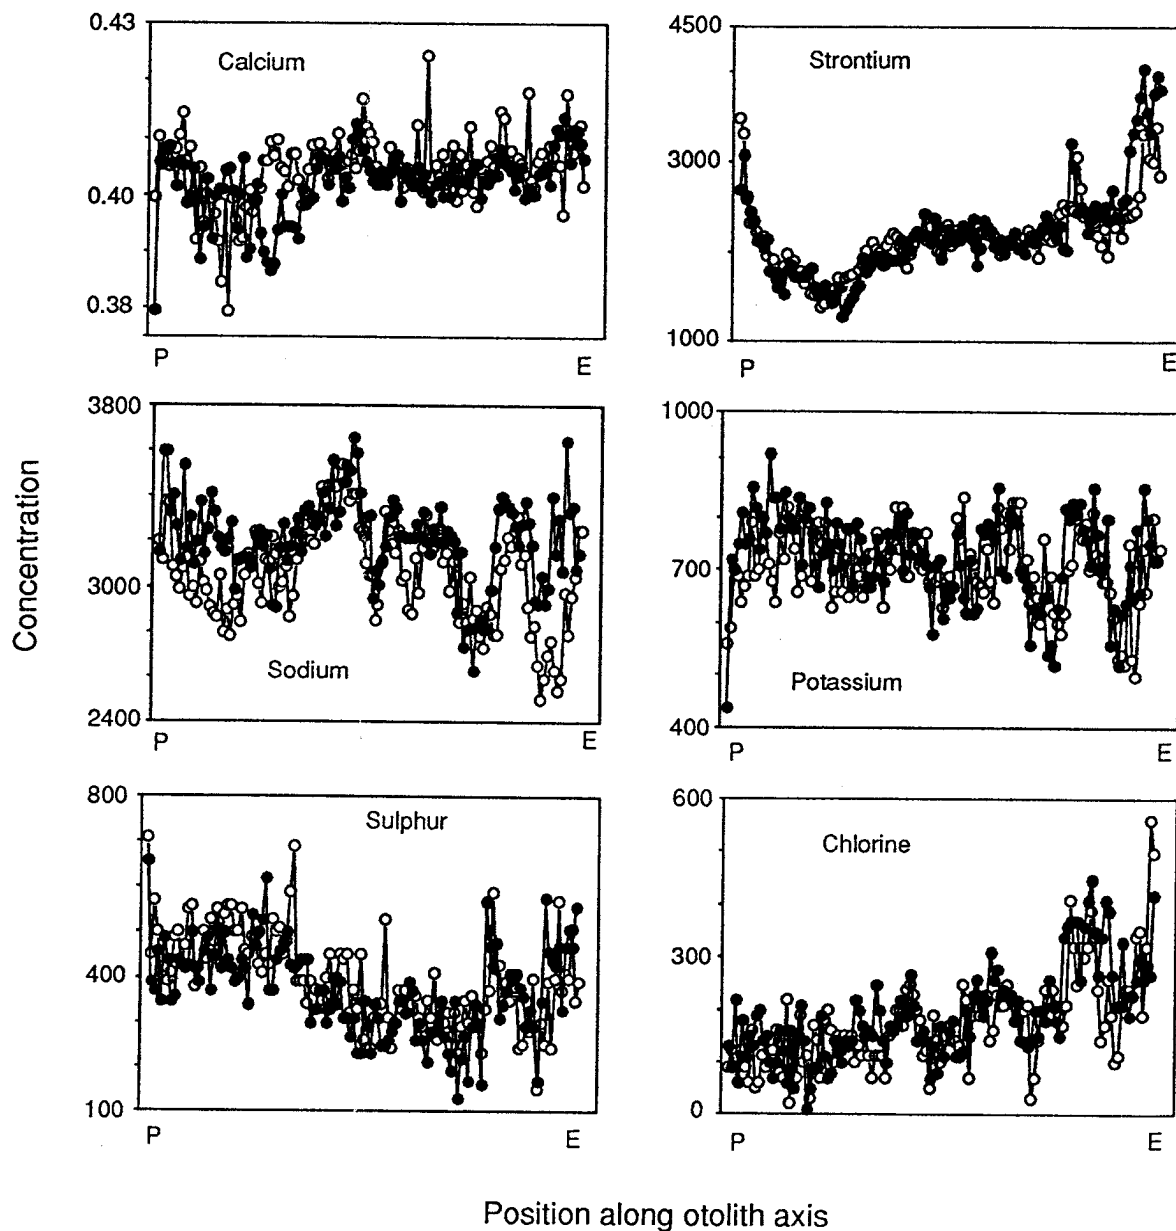 0.43
Calcium
0.40
0.38
P
E
4500
Strontium
3000
1000
P
E
Concentration
3800
3000
Sodium
2400
P
E
1000
700
Potassium
400
P
E
800
Sulphur
400
100
P
E
600
Chlorine
300
0
P
E
Position along otolith axis